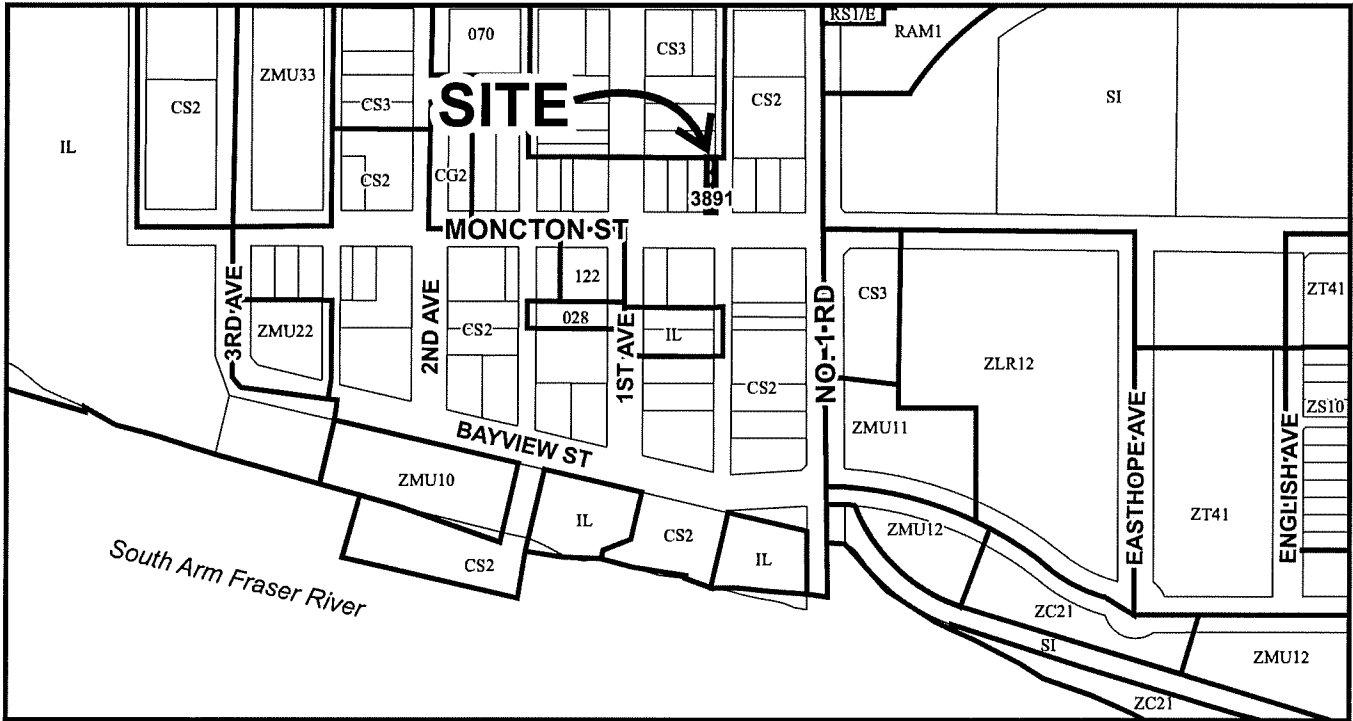 RS1/E
070
RAM1
CS3
ZMU33
CS2
CS3
SITE
CS2
SI
IL
CS2
CG2
3891
MONCTON ST
122
CS3
ZT41
028
3RD AVE
ZMU22
2ND AVE
CS2
1ST AVE
IL
NO. 1 RD
ZLR12
CS2
ZS10
ZMU11
EASTHOPE AVE
ENGLISH AVE
BAYVIEW ST
ZMU10
IL
CS2
ZMU12
ZT41
CS2
IL
South Arm Fraser River
ZC21
SI
ZMU12
ZC21